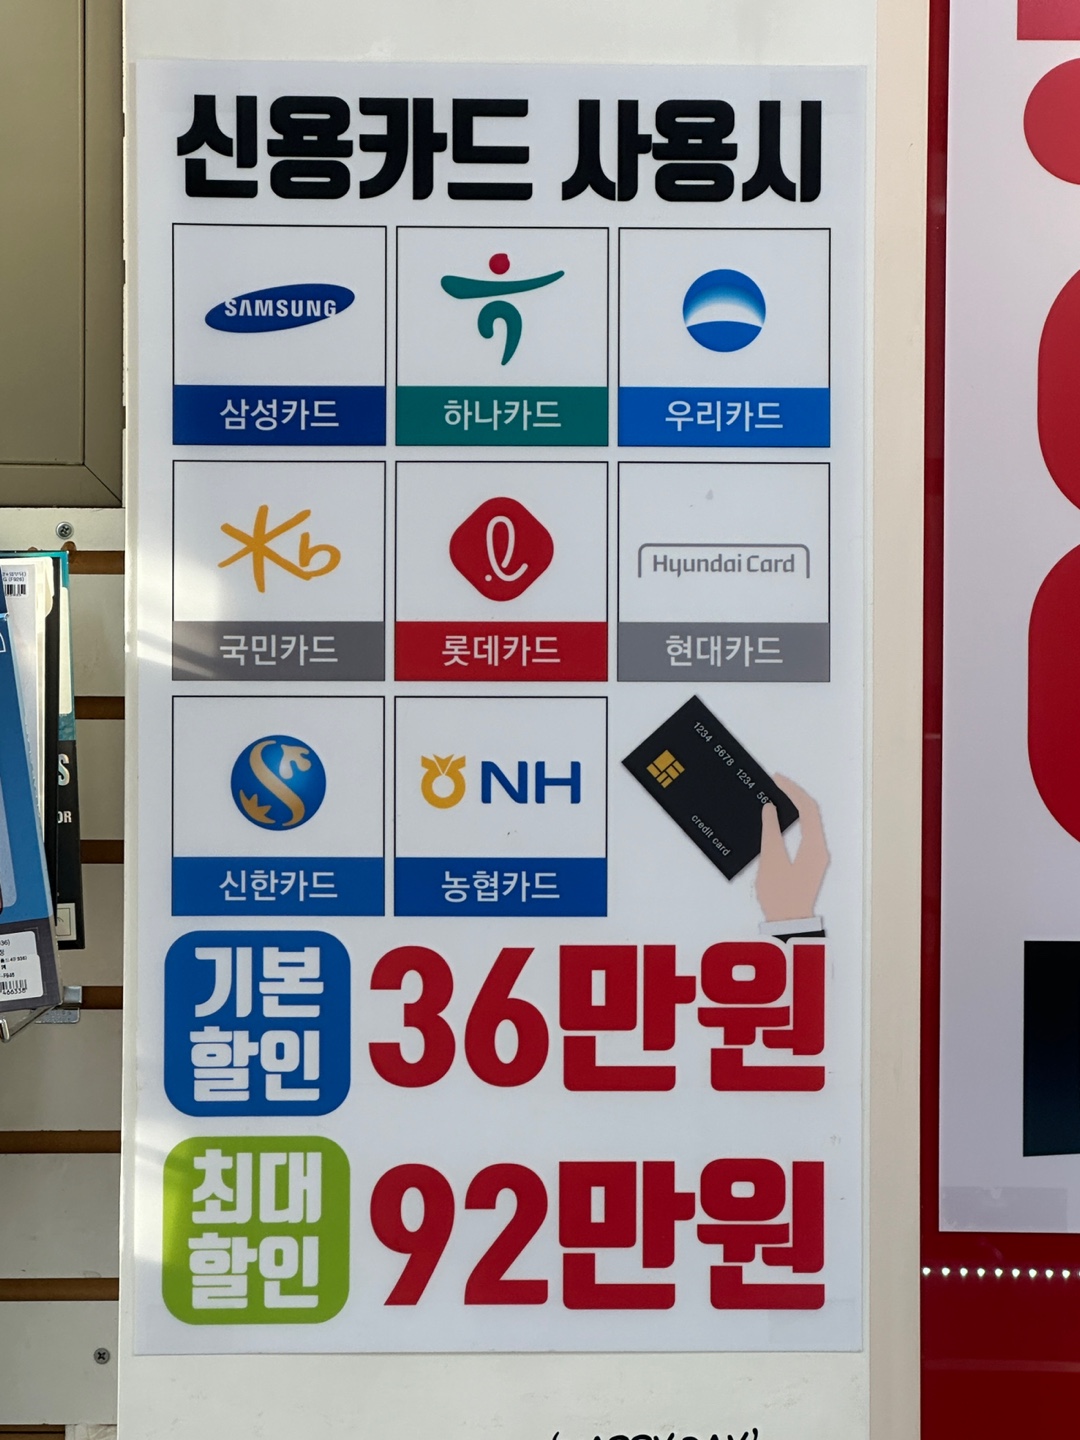 신용카드 사용시
SAMSUNG
삼성카드
하나카드
우리카드
Kb
국민카드
롯데카드
Hyundai Card
현대카드
신한카드
NH
농협카드
1234 5678 1234 567
credit card
기본
할인
36만원
최대
할인
92만원